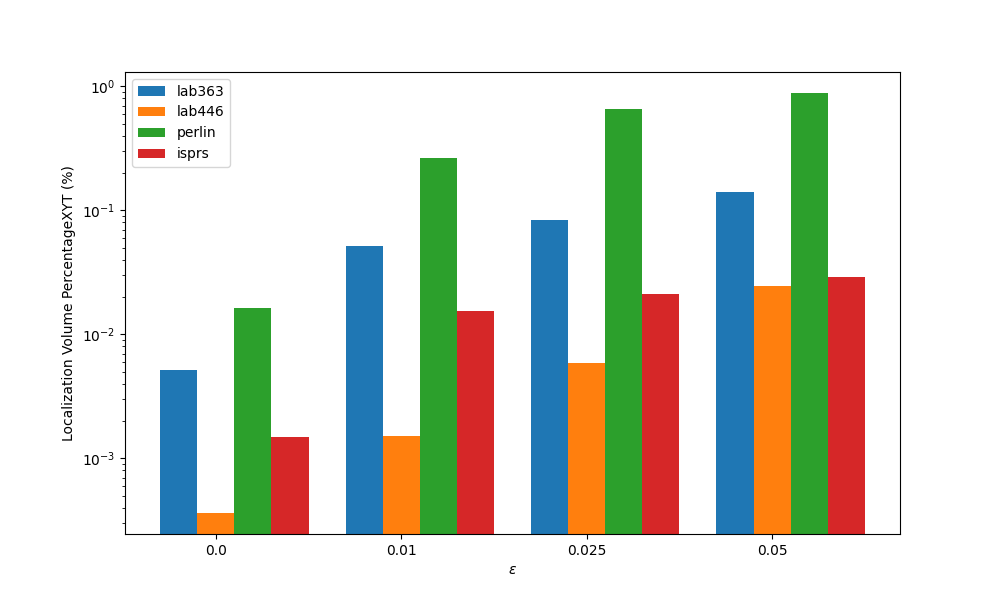 lab363
lab446
perlin
isprs
Localization Volume PercentageXYT (%)
10⁰
10⁻¹
10⁻²
10⁻³
0.0 0.01 0.025 0.05
ε